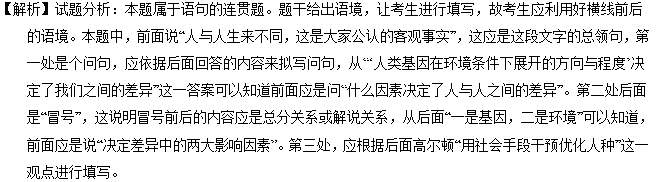 【解析】试题分析：本题属于语句的连贯题。题干给出语境，让考生进行填写，故考生应利用好横线前后
的语境。本题中，前面说“人与人生来不同，这是大家公认的客观事实”，这应是这段文字的总领句，第
一处是个问句，应依据后面回答的内容来拟写问句，从“‘人类基因在环境条件下展开的方向与程度’决
定了我们之间的差异”这一答案可以知道前面应是问“什么因素决定了人与人之间的差异”。第二处后面
是“冒号”，这说明冒号前后的内容应是总分关系或解说关系，从后面“一是基因，二是环境”可以知道，
前面应是说“决定差异中的两大影响因素”。第三处，应根据后面高尔顿“用社会手段干预优化人种”这一
观点进行填写。